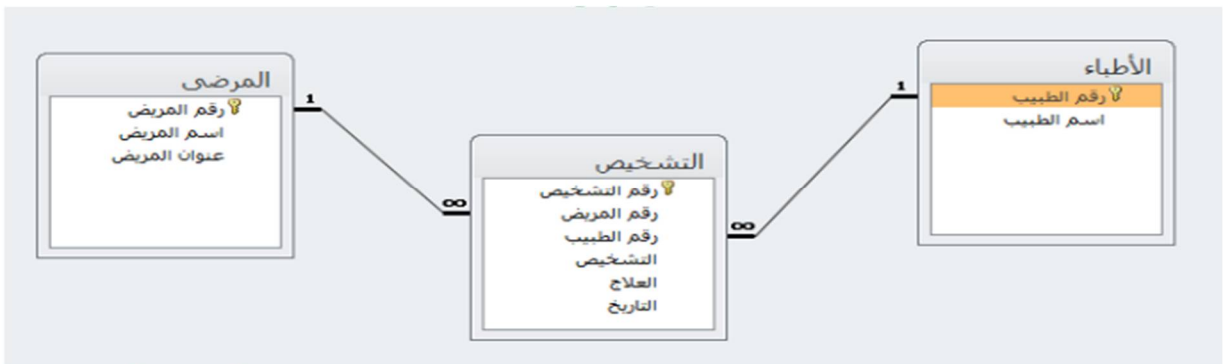 الأطباء
رقم الطبيب
اسم الطبيب
1
∞
التشخيص
رقم التشخيص
رقم المريض
رقم الطبيب
التشخيص
العلاج
التاريخ
∞
1
المرضى
رقم المريض
اسم المريض
عنوان المريض